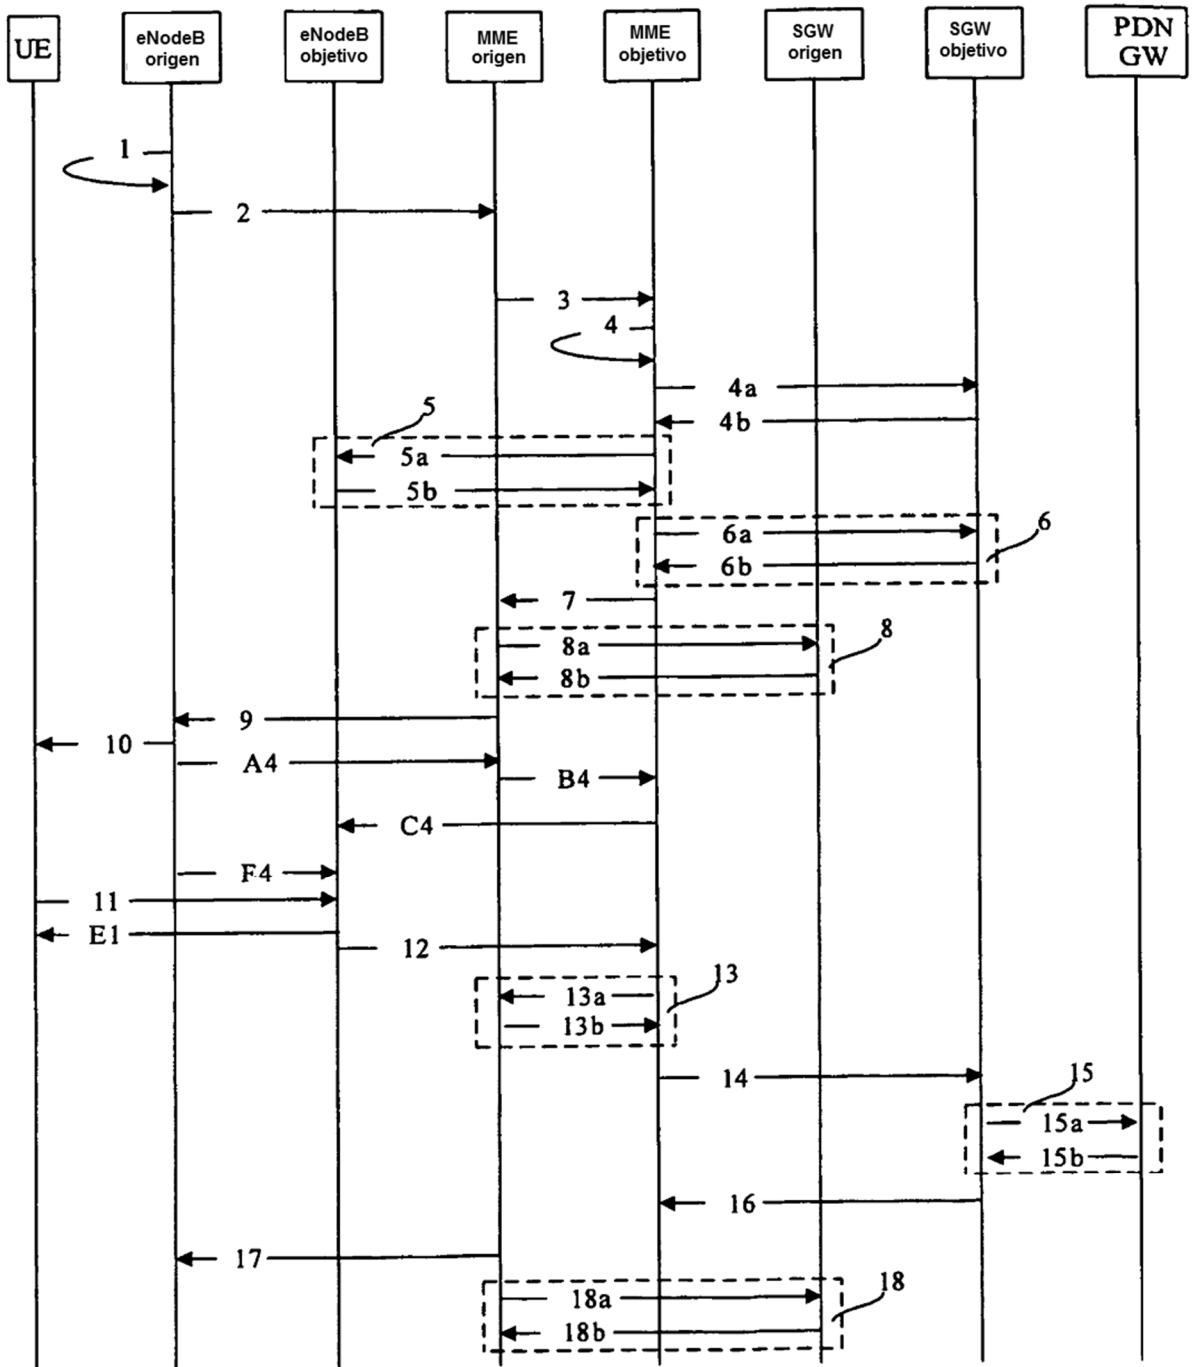 UE
eNodeB
origen
eNodeB
objetivo
MME
origen
MME
objetivo
SGW
origen
SGW
objetivo
PDN
GW
1
2
3
4
4a
4b
5
5a
5b
6
6a
6b
7
8
8a
8b
9
10
A4
B4
C4
F4
11
E1
12
13
13a
13b
14
15
15a
15b
16
17
18
18a
18b